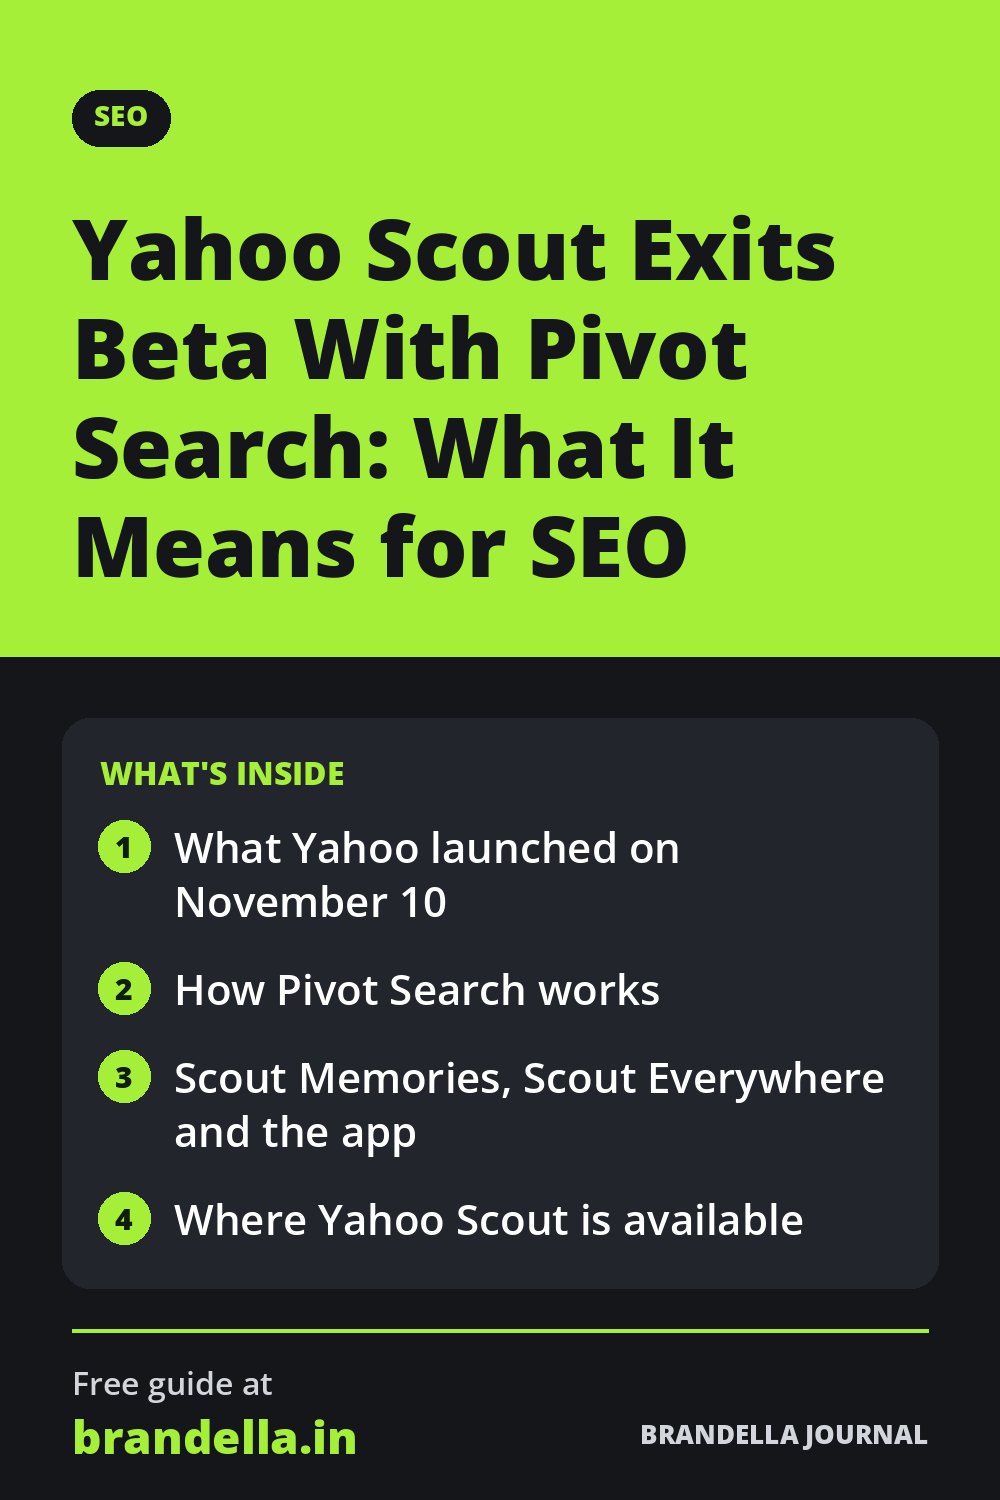 SEO
Yahoo Scout Exits
Beta With Pivot
Search: What It
Means for SEO
WHAT'S INSIDE
1 What Yahoo launched on
November 10
2 How Pivot Search works
3 Scout Memories, Scout Everywhere
and the app
4 Where Yahoo Scout is available
Free guide at
brandella.in
BRANDELLA JOURNAL